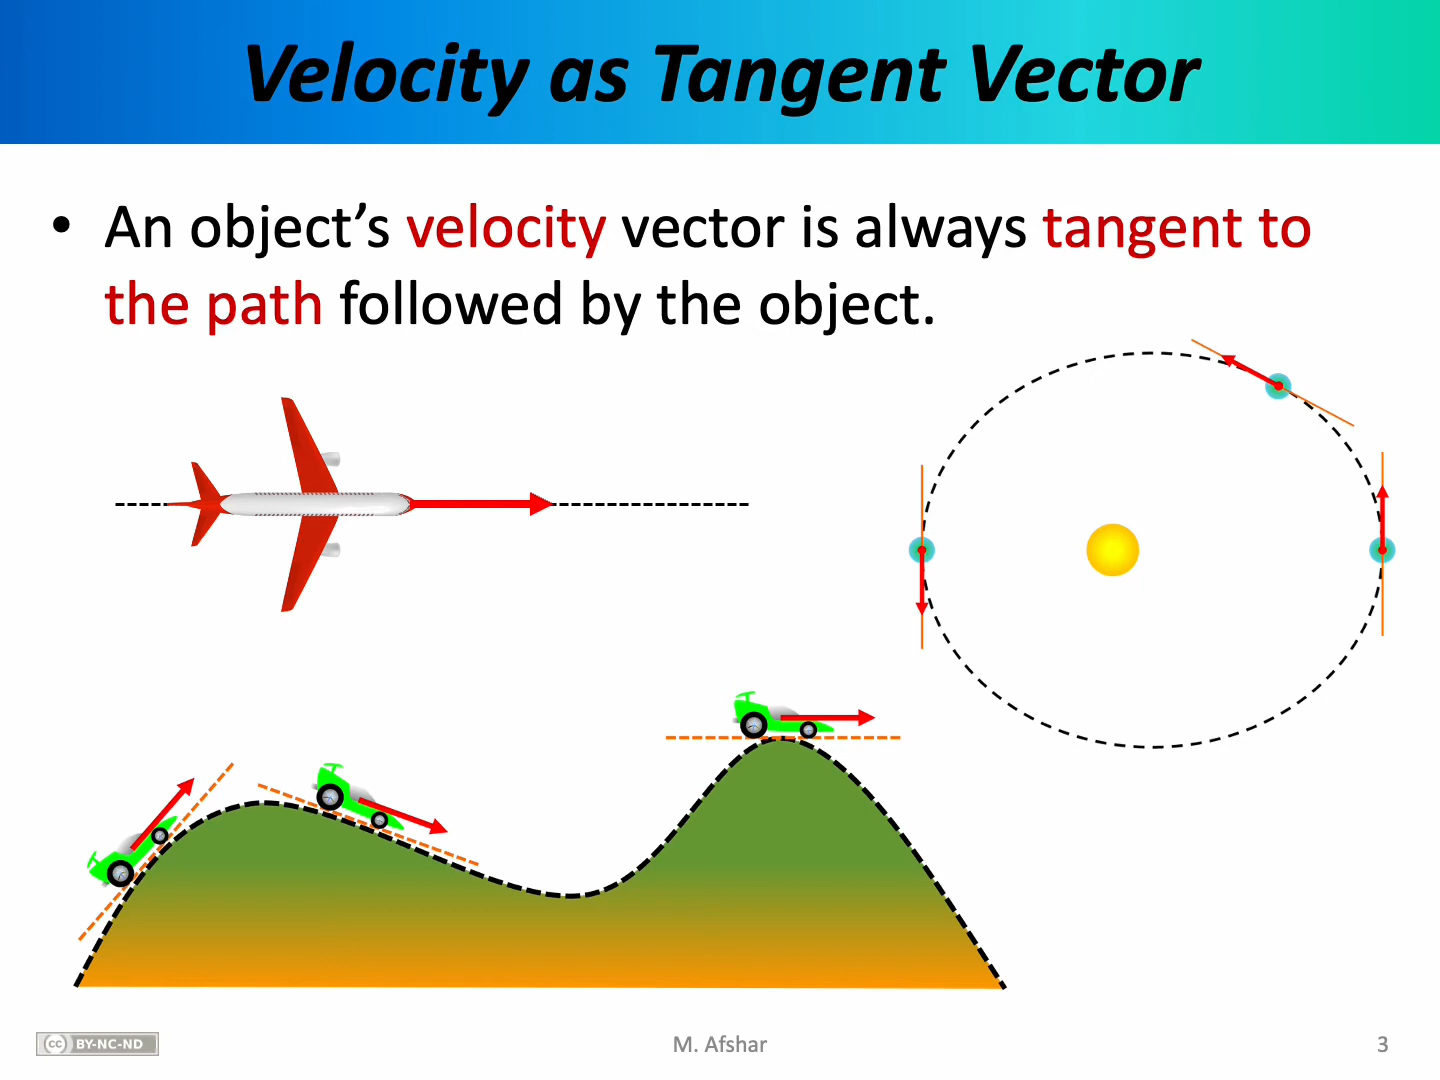 Velocity as Tangent Vector
• An object’s velocity vector is always tangent to
the path followed by the object.
cc BY-NC-ND
M. Afshar
3